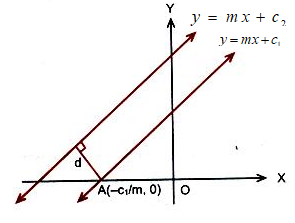 Y
y = mx + c₂
y=mx+c₁
d
X
A(–c₁/m, 0)
O